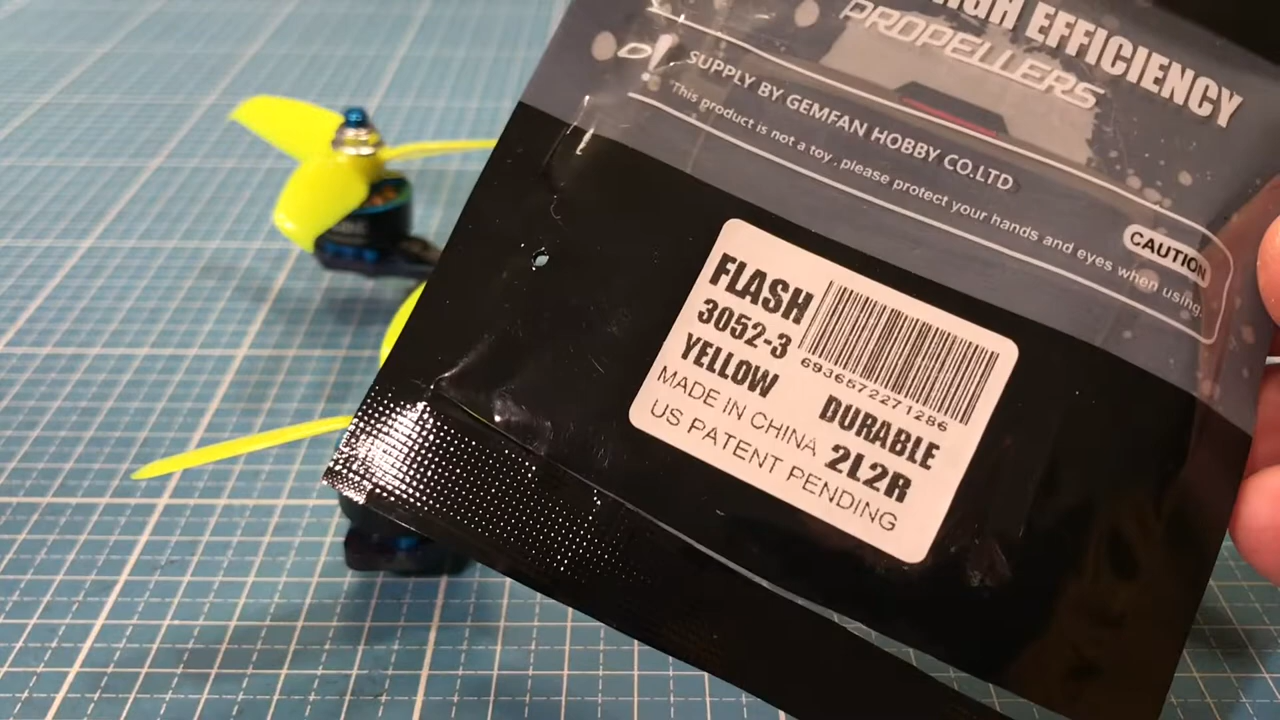 HIGH EFFICIENCY
PROPELLERS
SUPPLY BY GEMFAN HOBBY CO.LTD
*This product is not a toy , please protect your hands and eyes when using.
CAUTION
FLASH
3052-3
YELLOW
6936572271286
DURABLE
MADE IN CHINA
2L2R
US PATENT PENDING